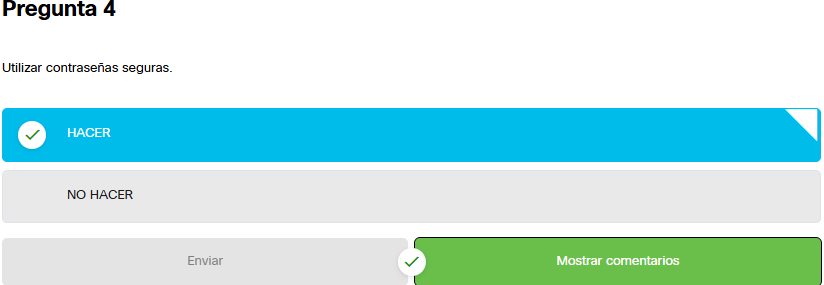 Pregunta 4
Utilizar contraseñas seguras.
HACER
NO HACER
Enviar
Mostrar comentarios